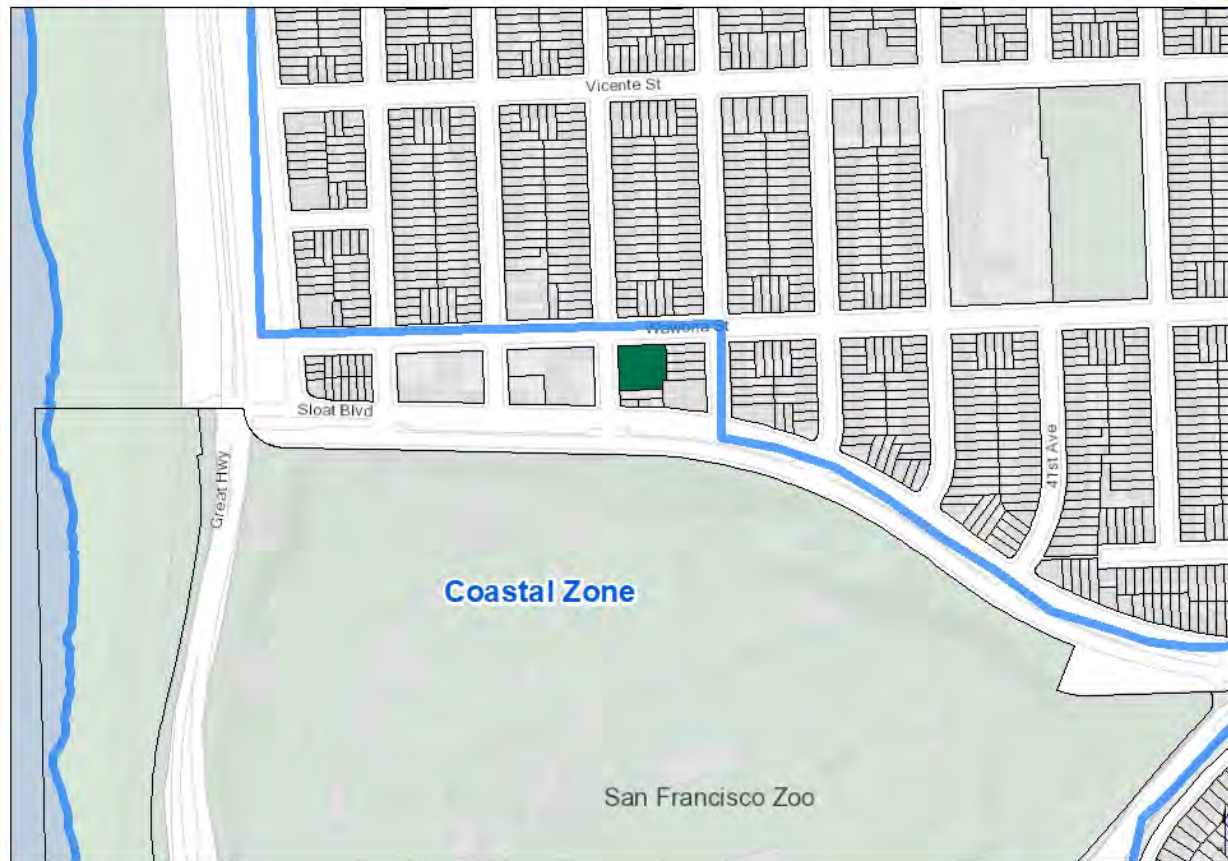 Vicente St
Wawona St
Sloat Blvd
Great Hwy
41st Ave
Coastal Zone
San Francisco Zoo